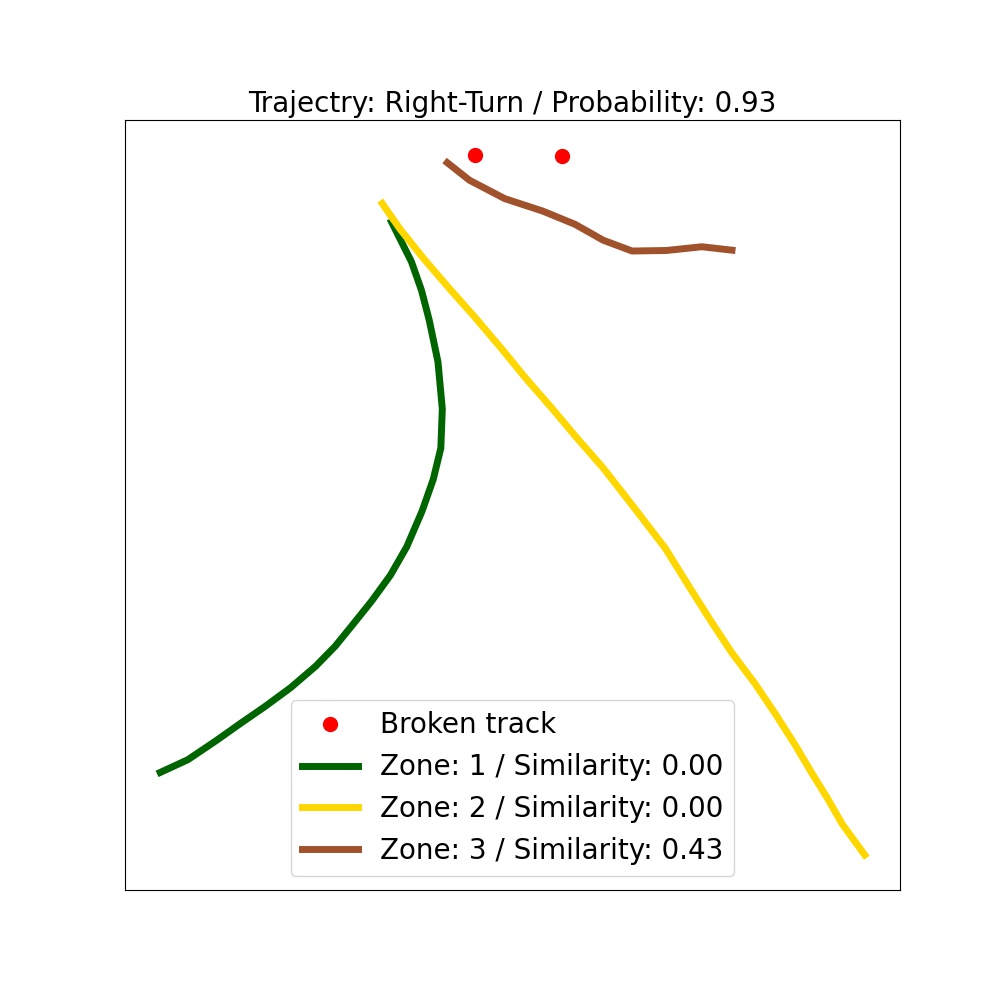 Trajectry: Right-Turn / Probability: 0.93
Broken track
Zone: 1 / Similarity: 0.00
Zone: 2 / Similarity: 0.00
Zone: 3 / Similarity: 0.43